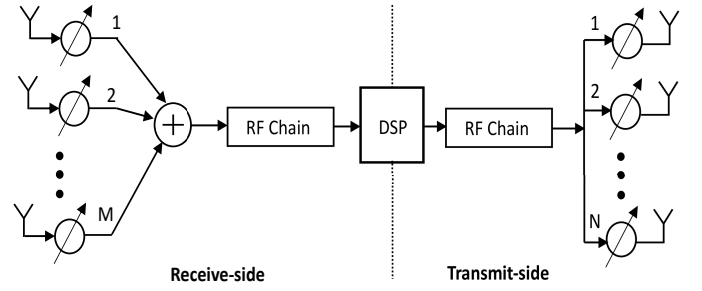 1
1
2
2
+
RF Chain
DSP
RF Chain
M
N
Receive-side
Transmit-side